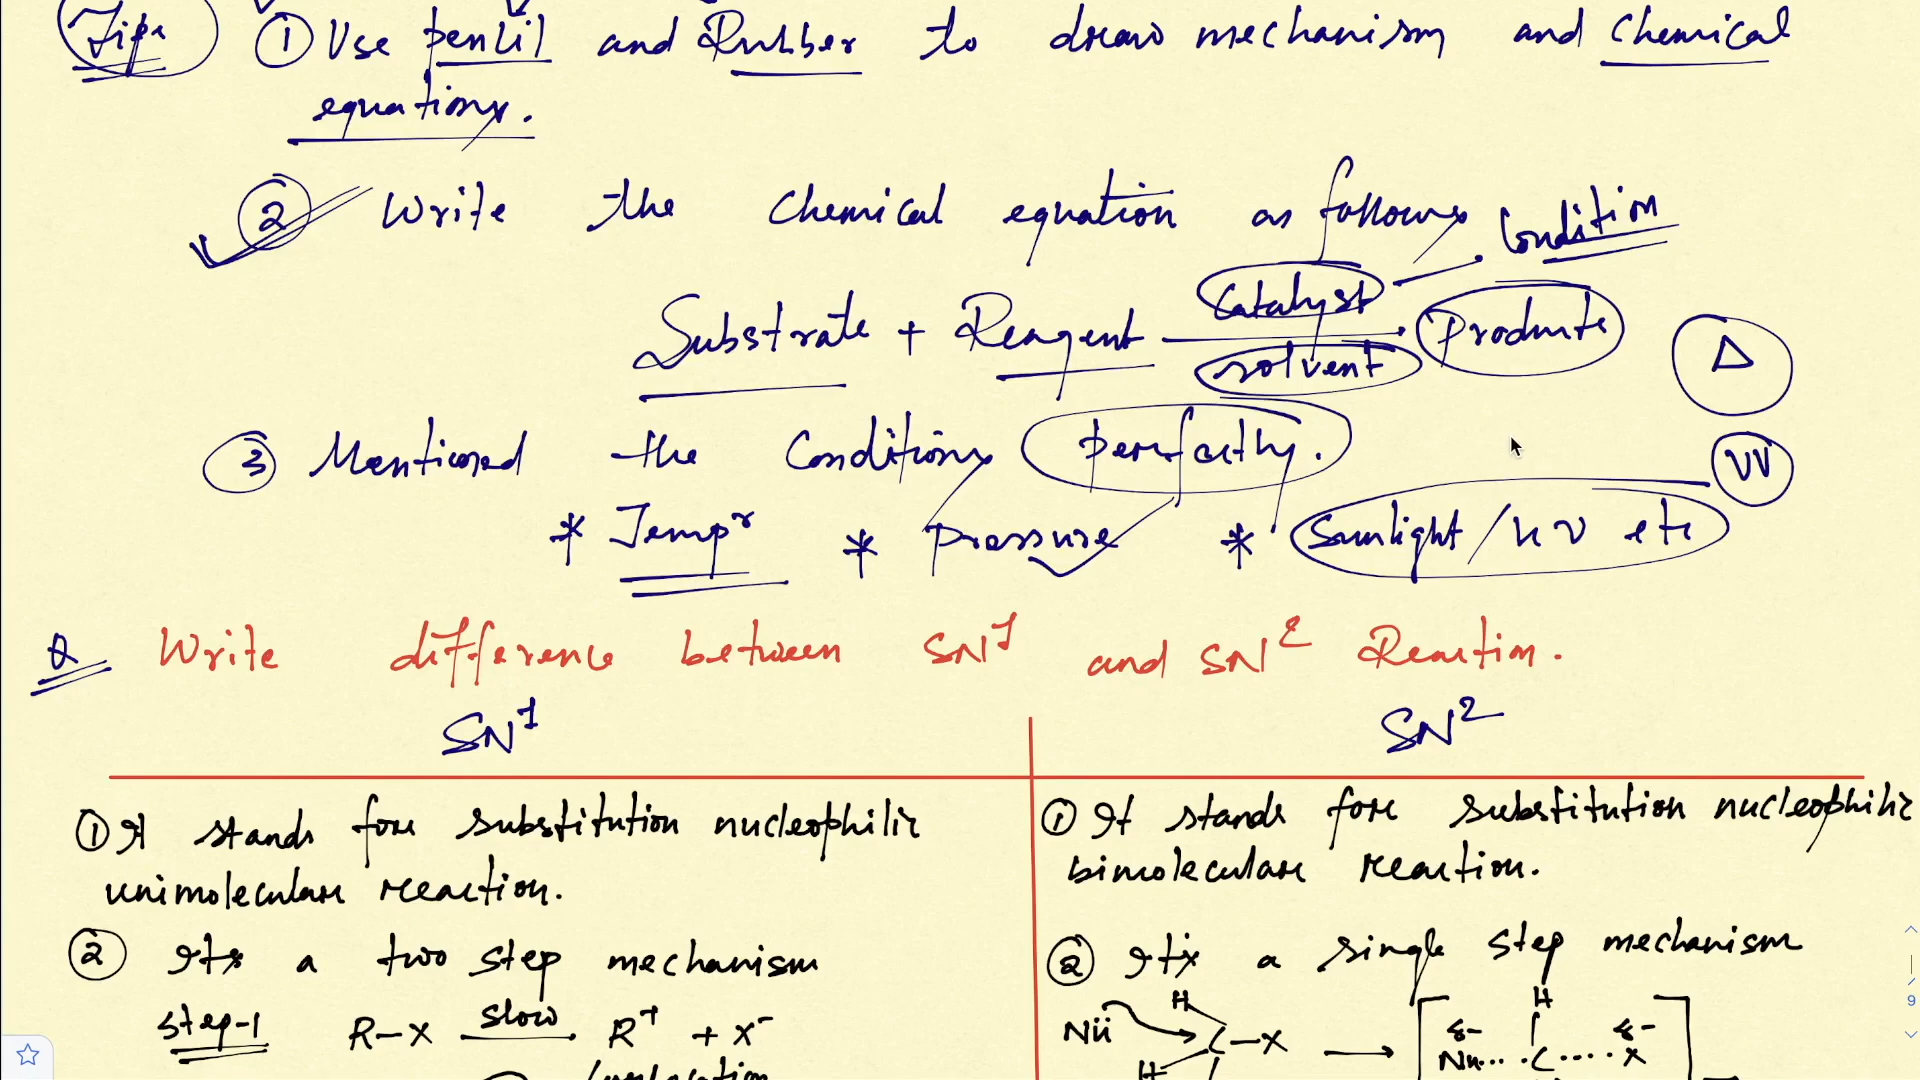 Tips ① Use pencil and Rubber to draw mechanism and chemical
equations.
② Write the chemical equation as follows Condition
Catalyst
Substrate + Reagent → Products Δ
solvent
③ Mentioned the Conditions perfectly. UV
* Tempr * Pressure * Sunlight / hν etc
Q Write difference between SN1 and SN2 Reaction.
SN1 SN2
① It stands for substitution nucleophilic
unimolecular reaction.
② Its a two step mechanism
Step-1 R-X slow R+ + X-
① It stands for substitution nucleophilic
bimolecular reaction.
② Its a single step mechanism
H H
Nü C-X → δ- δ-
H Nu....C....X
9